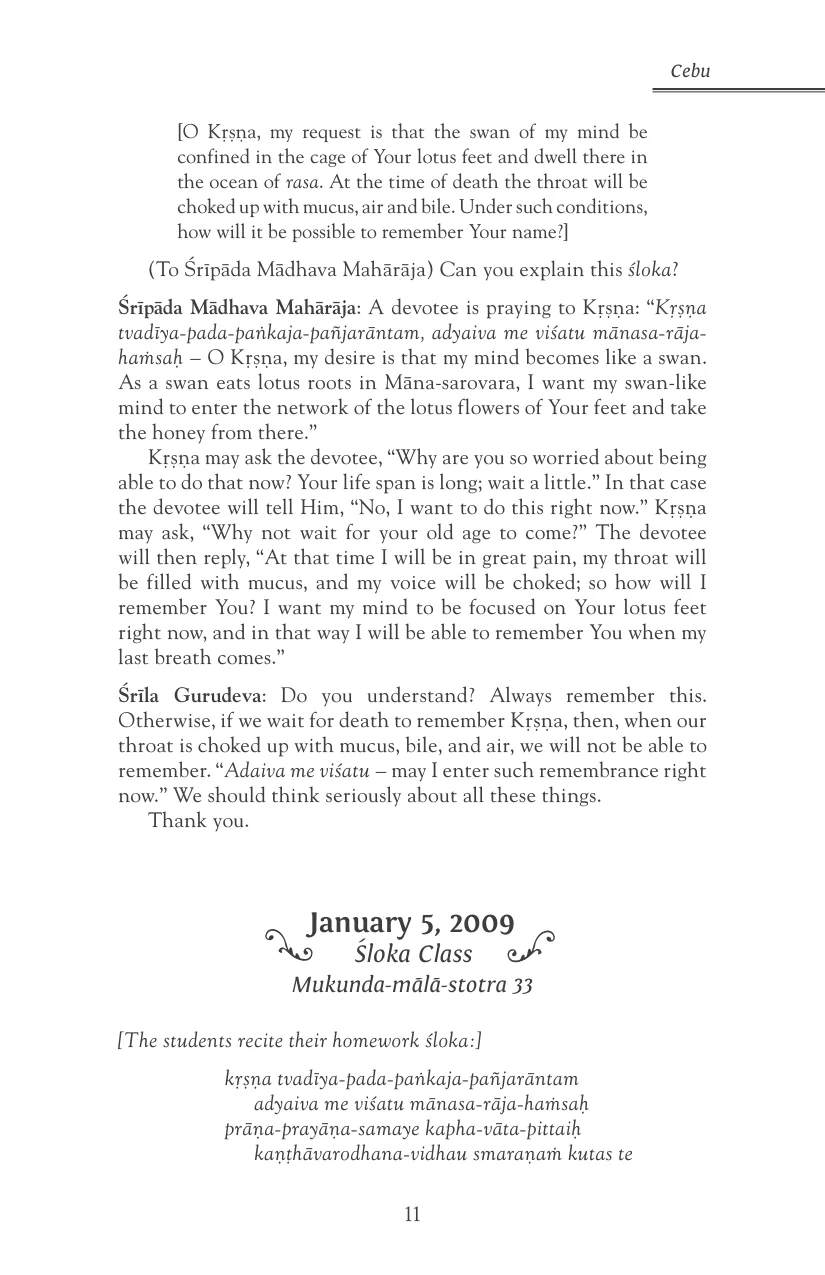 Cebu
[O Kṛṣṇa, my request is that the swan of my mind be
confined in the cage of Your lotus feet and dwell there in
the ocean of rasa. At the time of death the throat will be
choked up with mucus, air and bile. Under such conditions,
how will it be possible to remember Your name?]
(To Śrīpāda Mādhava Mahārāja) Can you explain this śloka?
Śrīpāda Mādhava Mahārāja: A devotee is praying to Kṛṣṇa: “Kṛṣṇa
tvadīya-pada-paṅkaja-pañjarāntam, adyaiva me viśatu mānasa-rāja-
haṁsaḥ – O Kṛṣṇa, my desire is that my mind becomes like a swan.
As a swan eats lotus roots in Māna-sarovara, I want my swan-like
mind to enter the network of the lotus flowers of Your feet and take
the honey from there.”
Kṛṣṇa may ask the devotee, “Why are you so worried about being
able to do that now? Your life span is long; wait a little.” In that case
the devotee will tell Him, “No, I want to do this right now.” Kṛṣṇa
may ask, “Why not wait for your old age to come?” The devotee
will then reply, “At that time I will be in great pain, my throat will
be filled with mucus, and my voice will be choked; so how will I
remember You? I want my mind to be focused on Your lotus feet
right now, and in that way I will be able to remember You when my
last breath comes.”
Śrīla Gurudeva: Do you understand? Always remember this.
Otherwise, if we wait for death to remember Kṛṣṇa, then, when our
throat is choked up with mucus, bile, and air, we will not be able to
remember. “Adaiva me viśatu – may I enter such remembrance right
now.” We should think seriously about all these things.
Thank you.
January 5, 2009
Śloka Class
Mukunda-mālā-stotra 33
[The students recite their homework śloka:]
kṛṣṇa tvadīya-pada-paṅkaja-pañjarāntam
adyaiva me viśatu mānasa-rāja-haṁsaḥ
prāṇa-prayāṇa-samaye kapha-vāta-pittaiḥ
kaṇṭhāvarodhana-vidhau smaraṇaṁ kutas te
11